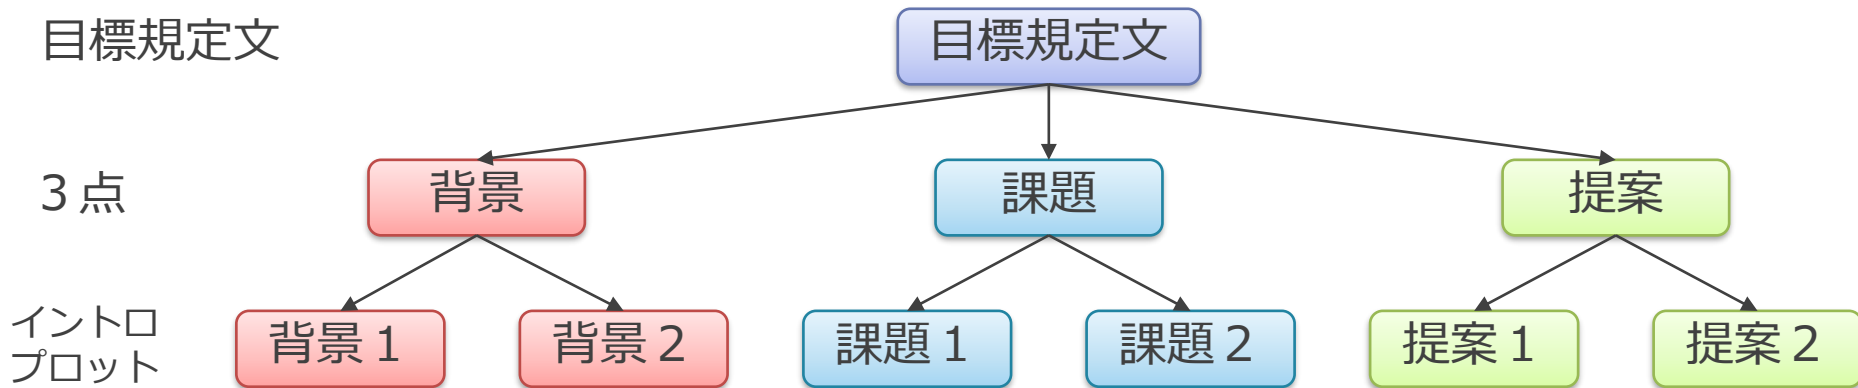 目標規定文
目標規定文
３点
背景
課題
提案
イントロ
プロット
背景１
背景２
課題１
課題２
提案１
提案２